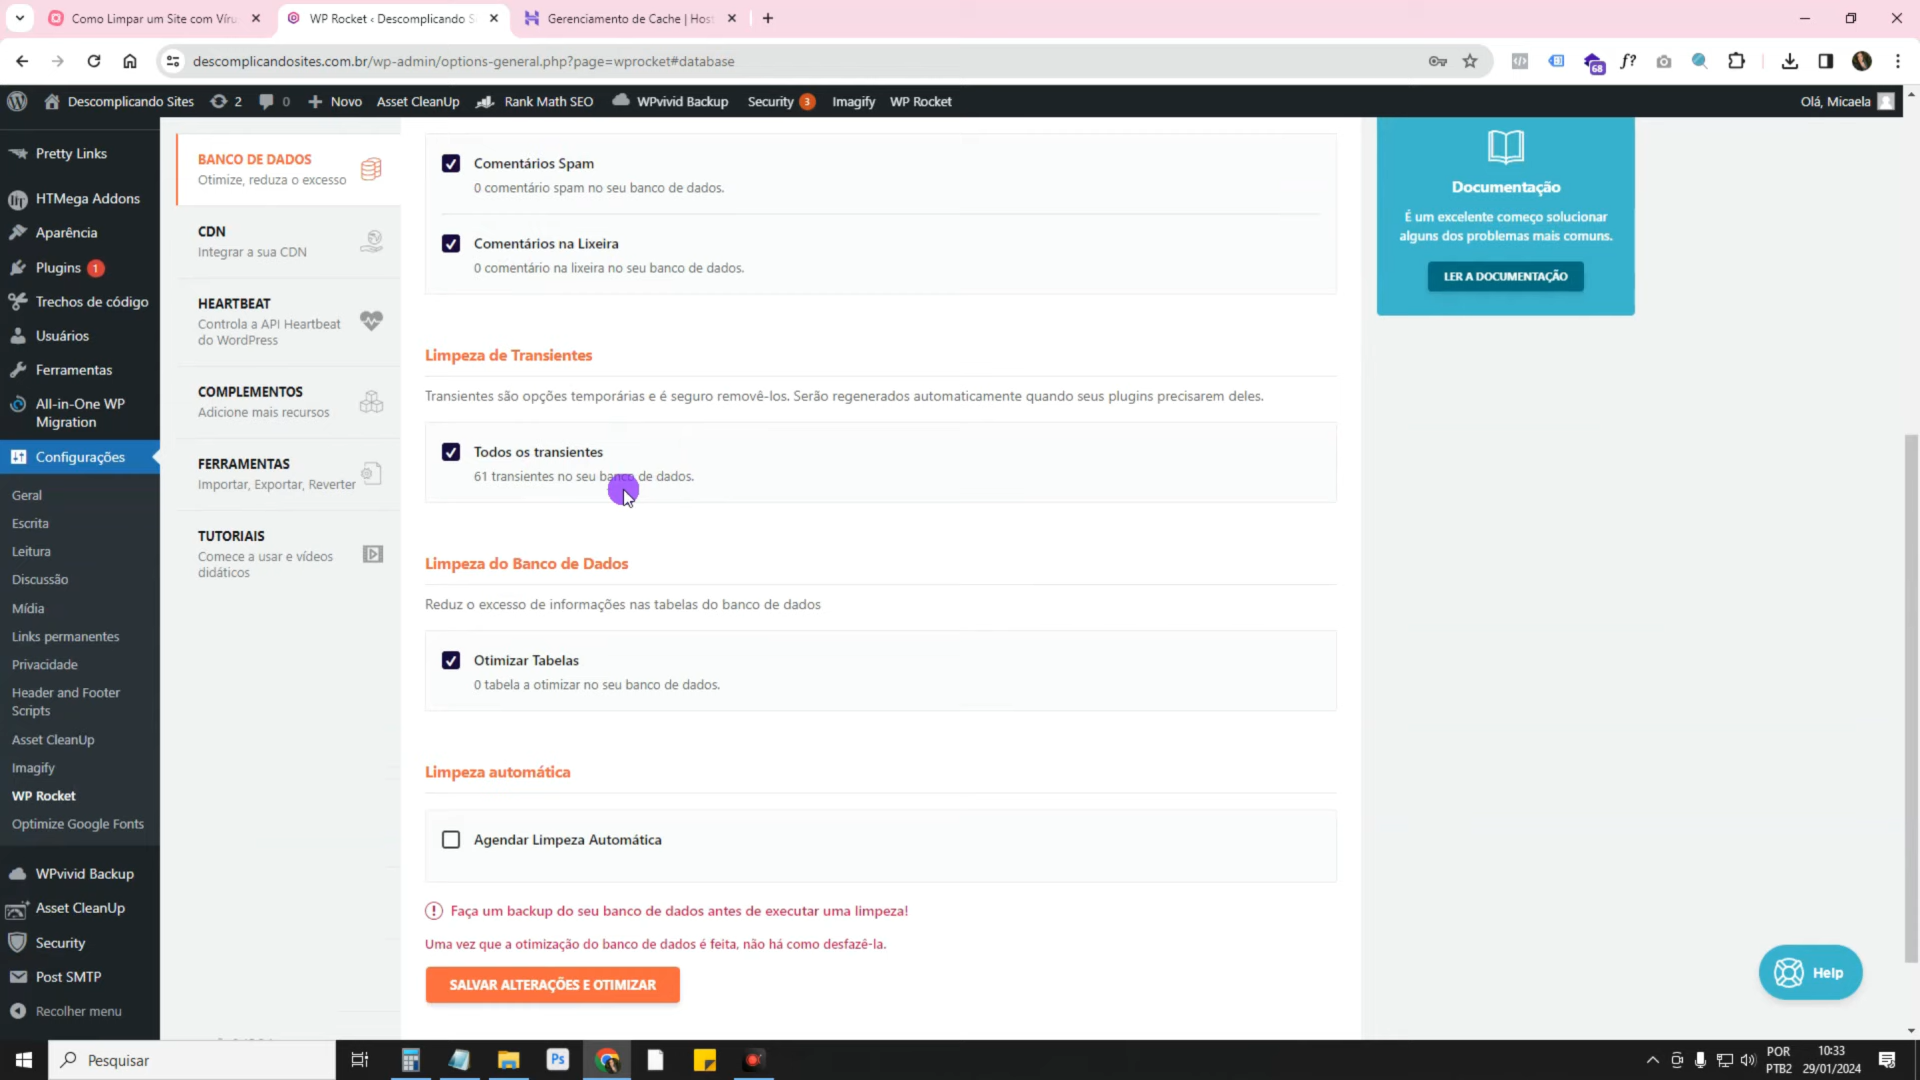 Como Limpar um Site com Víru
WP Rocket ‹ Descomplicando S
Gerenciamento de Cache | Host
descomplicandosites.com.br/wp-admin/options-general.php?page=wprocket#database
68
f?
Descomplicando Sites
2
0
Novo
Asset CleanUp
Rank Math SEO
WPvivid Backup
Security 3
Imagify
WP Rocket
Olá, Micaela
Pretty Links
HTMega Addons
Aparência
Plugins 1
Trechos de código
Usuários
Ferramentas
All-in-One WP
Migration
Configurações
Geral
Escrita
Leitura
Discussão
Mídia
Links permanentes
Privacidade
Header and Footer
Scripts
Asset CleanUp
Imagify
WP Rocket
Optimize Google Fonts
WPvivid Backup
Asset CleanUp
Security
Post SMTP
Recolher menu
BANCO DE DADOS
Otimize, reduza o excesso
CDN
Integrar a sua CDN
HEARTBEAT
Controla a API Heartbeat
do WordPress
COMPLEMENTOS
Adicione mais recursos
FERRAMENTAS
Importar, Exportar, Reverter
TUTORIAIS
Comece a usar e vídeos
didáticos
Comentários Spam
0 comentário spam no seu banco de dados.
Comentários na Lixeira
0 comentário na lixeira no seu banco de dados.
Limpeza de Transientes
Transientes são opções temporárias e é seguro removê-los. Serão regenerados automaticamente quando seus plugins precisarem deles.
Todos os transientes
61 transientes no seu banco de dados.
Limpeza do Banco de Dados
Reduz o excesso de informações nas tabelas do banco de dados
Otimizar Tabelas
0 tabela a otimizar no seu banco de dados.
Limpeza automática
Agendar Limpeza Automática
Faça um backup do seu banco de dados antes de executar uma limpeza!
Uma vez que a otimização do banco de dados é feita, não há como desfazê-la.
SALVAR ALTERAÇÕES E OTIMIZAR
Documentação
É um excelente começo solucionar
alguns dos problemas mais comuns.
LER A DOCUMENTAÇÃO
Help
Pesquisar
Ps
POR
PTB2
10:33
29/01/2024